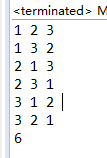 <terminated> M
1 2 3
1 3 2
2 1 3
2 3 1
3 1 2
3 2 1
6